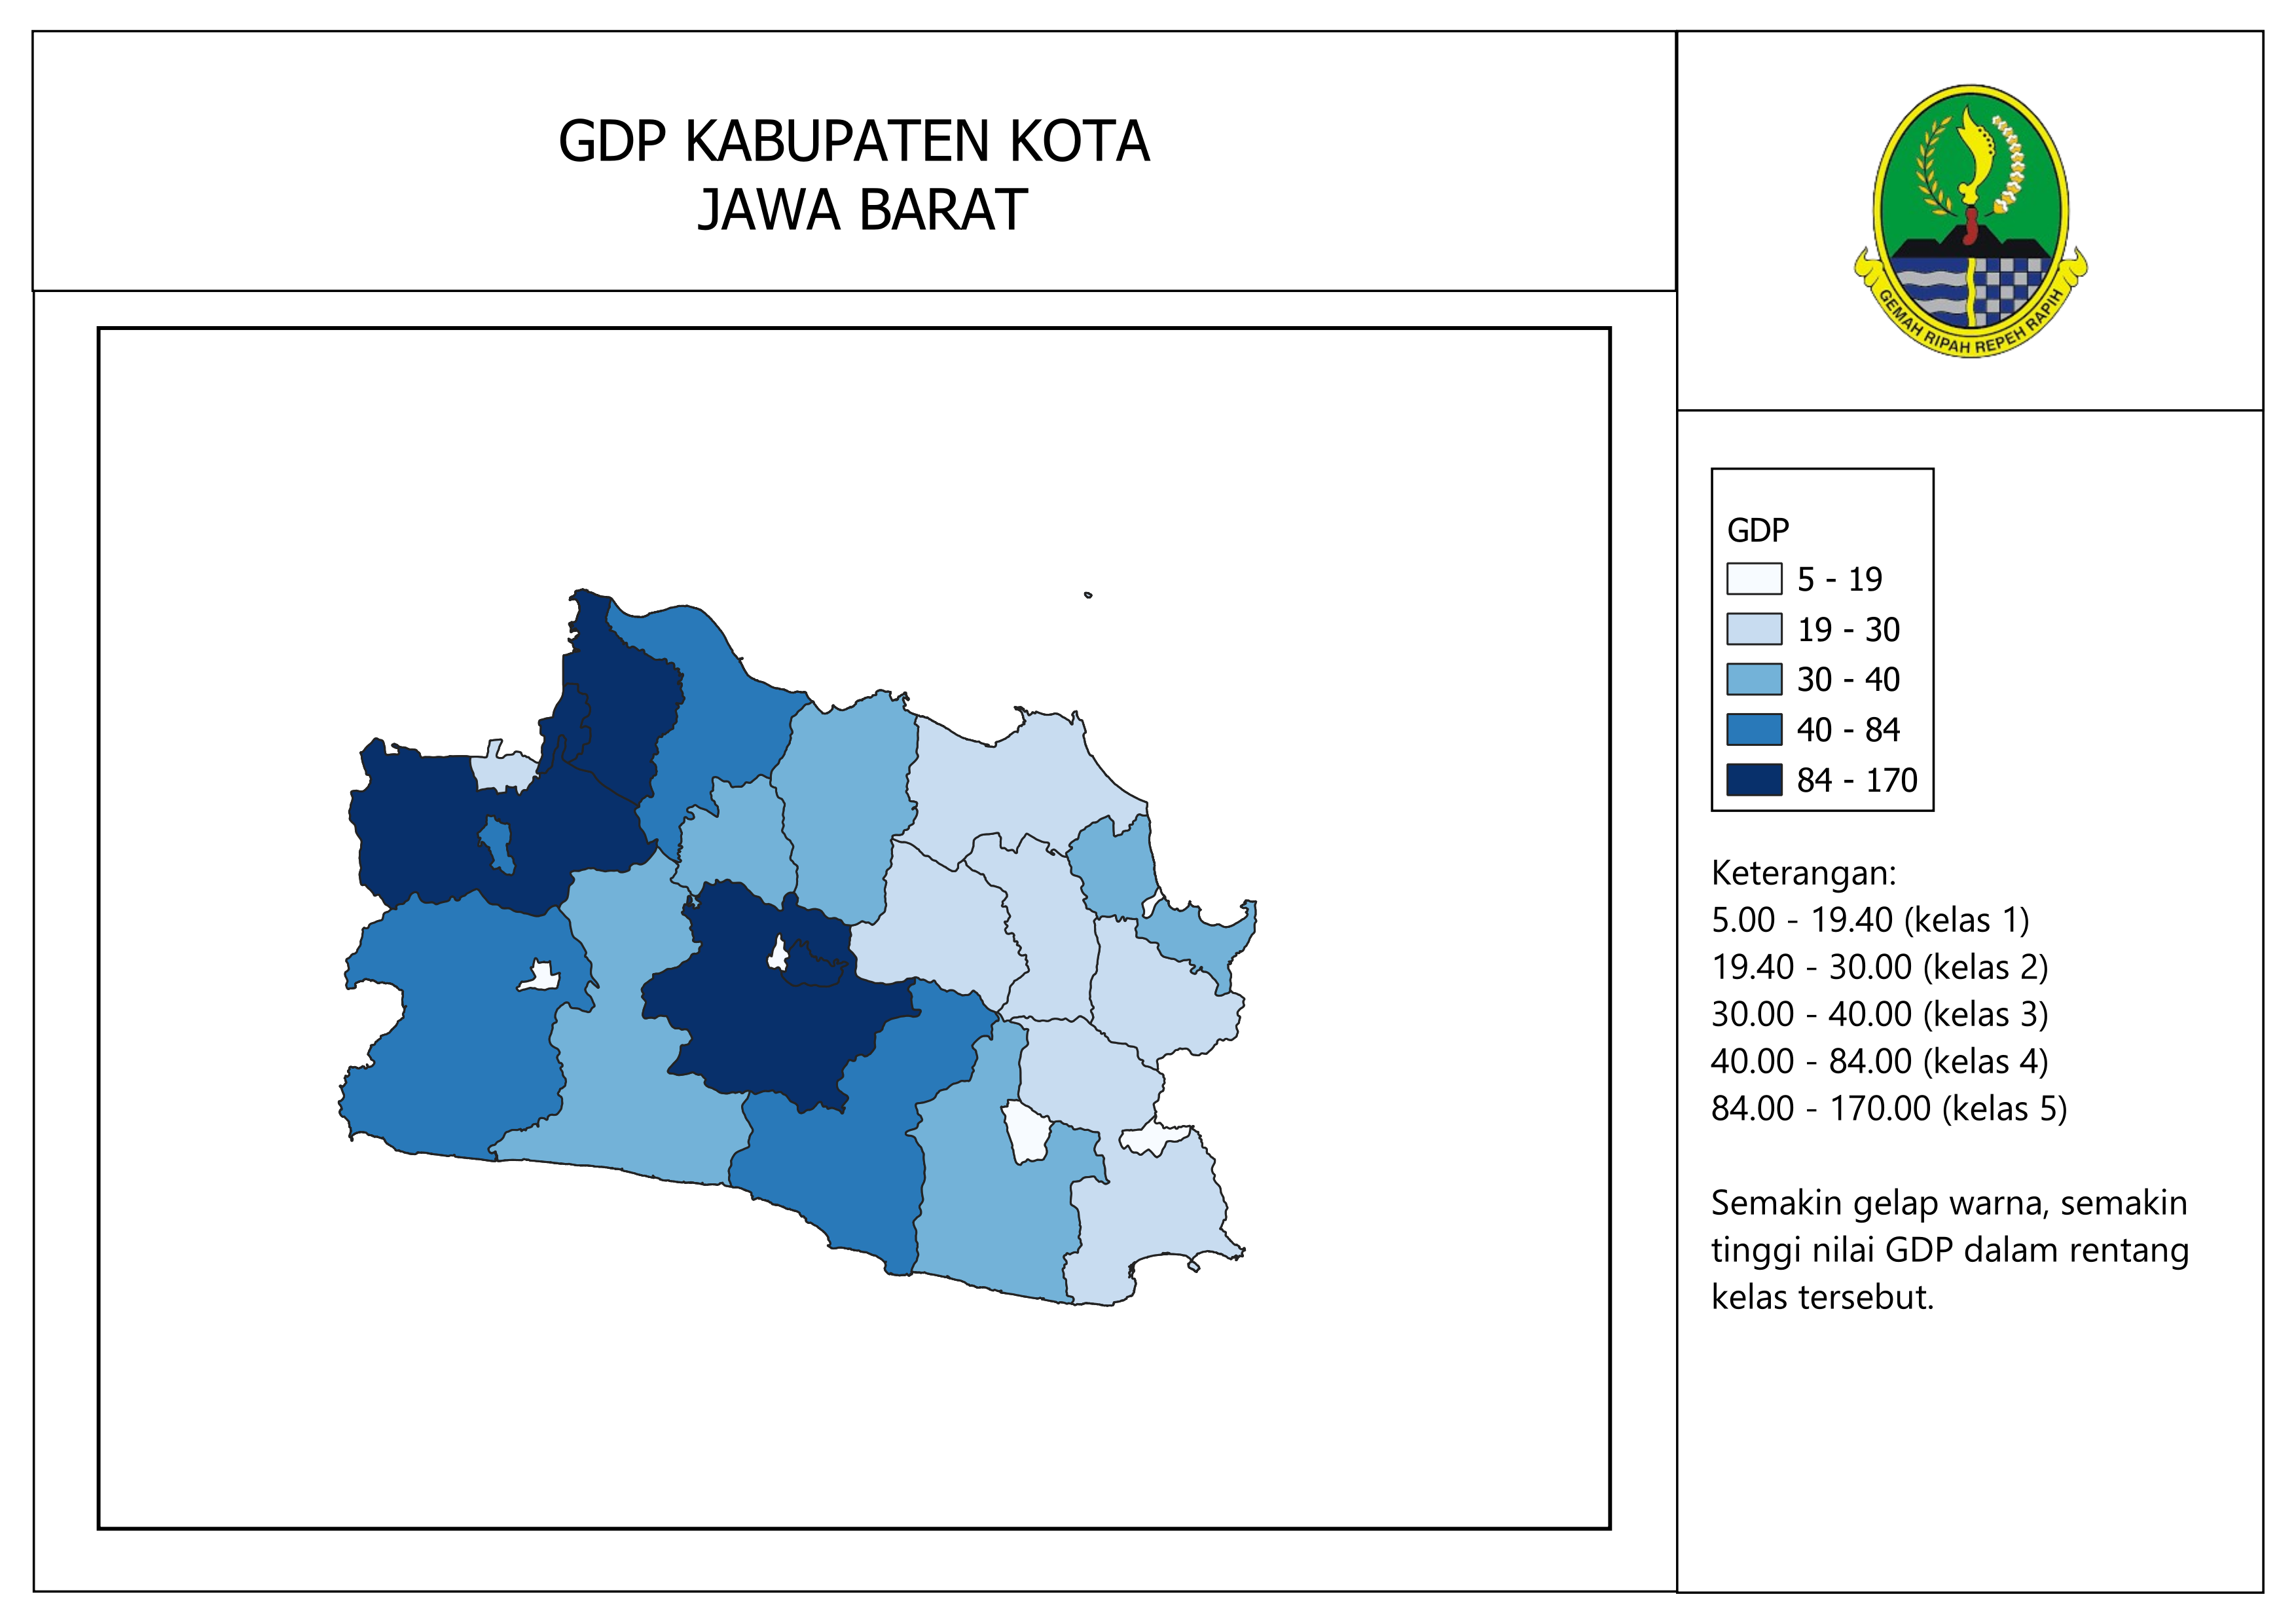 GDP KABUPATEN KOTA
JAWA BARAT
GEMAH RIPAH REPEH RAPIH
GDP
5 - 19
19 - 30
30 - 40
40 - 84
84 - 170
Keterangan:
5.00 - 19.40 (kelas 1)
19.40 - 30.00 (kelas 2)
30.00 - 40.00 (kelas 3)
40.00 - 84.00 (kelas 4)
84.00 - 170.00 (kelas 5)
Semakin gelap warna, semakin
tinggi nilai GDP dalam rentang
kelas tersebut.